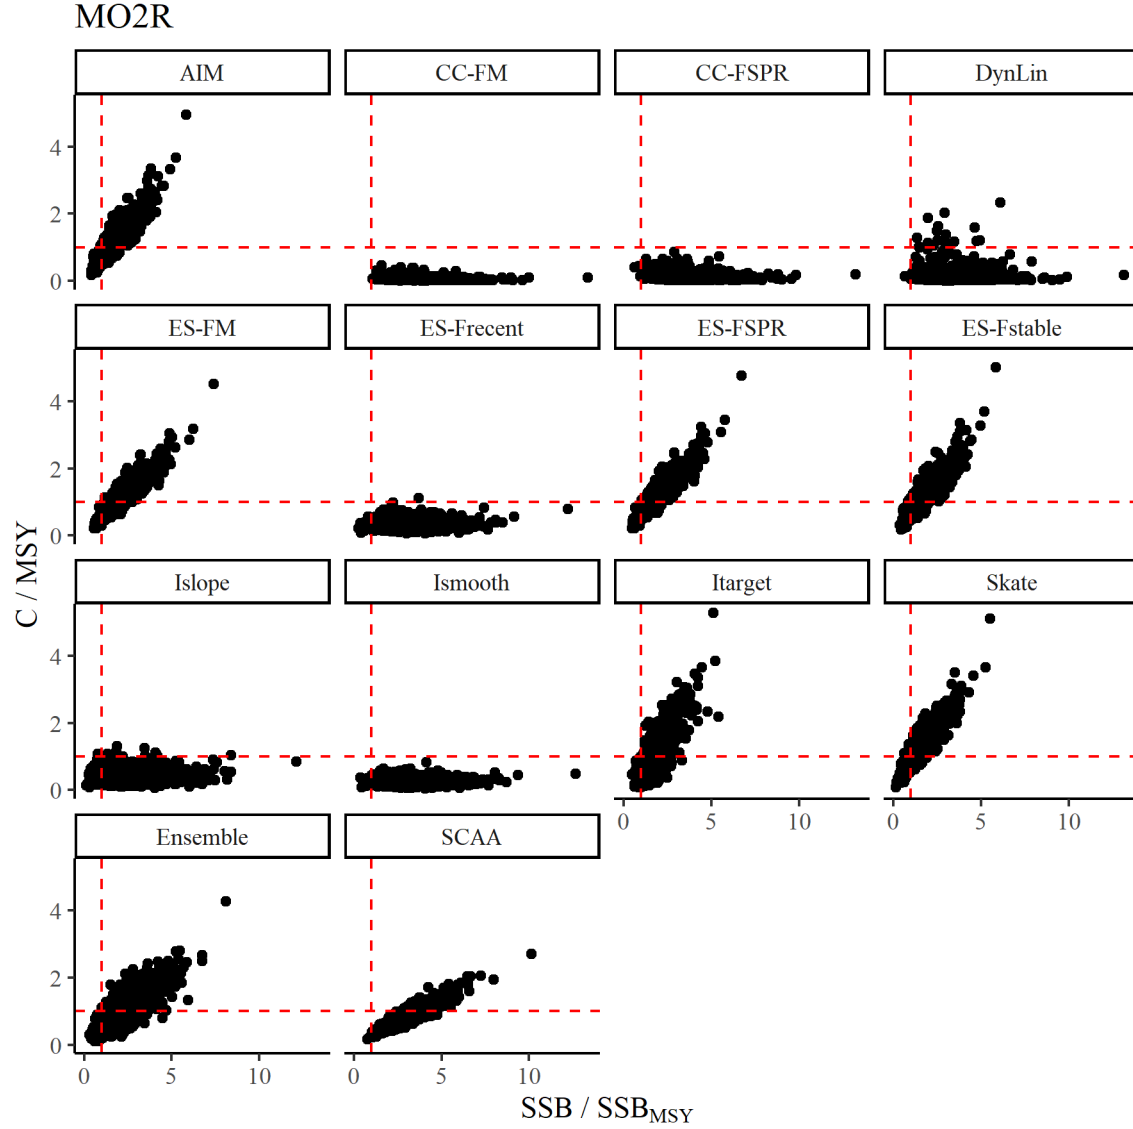 MO2R
AIM CC-FM CC-FSPR DynLin
4
2
0
ES-FM ES-Frecent ES-FSPR ES-Fstable
4
2
0
Islope Ismooth Itarget Skate
4
2
0
0 5 10 0 5 10
Ensemble SCAA
4
2
0
0 5 10 0 5 10
C / MSY
SSB / SSB_MSY